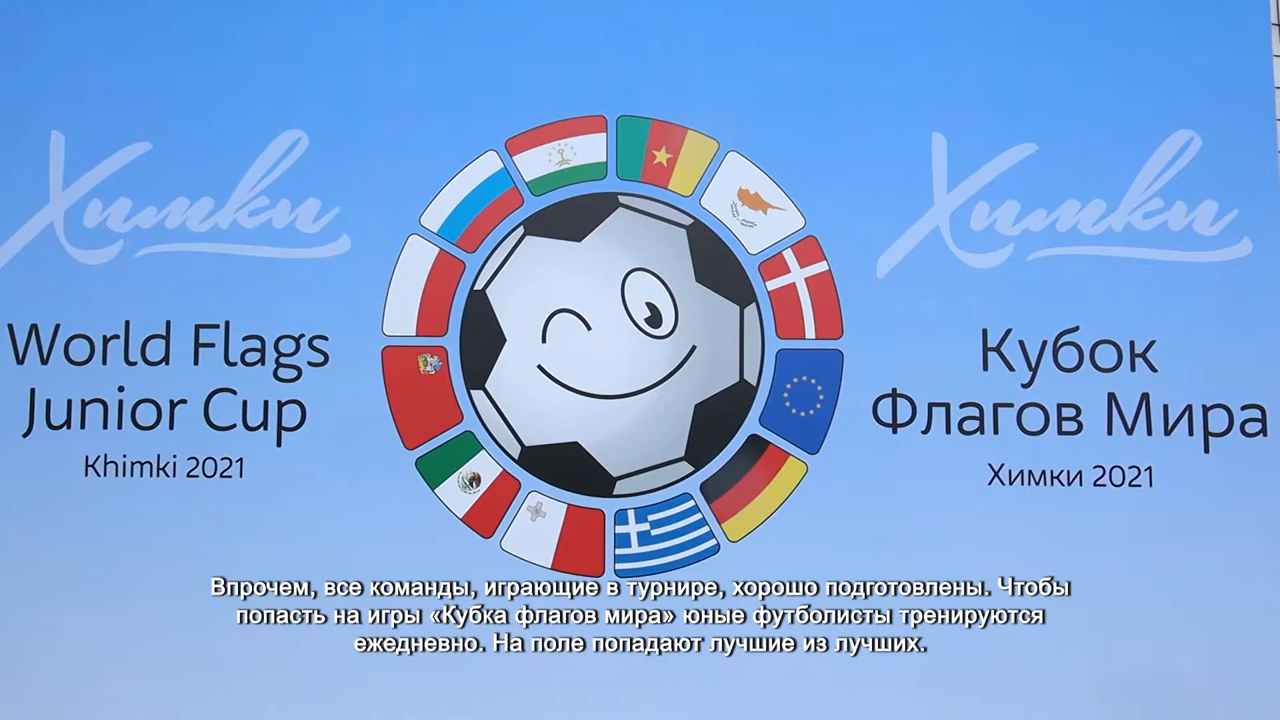 Химки
World Flags
Junior Cup
Khimki 2021
Химки
Кубок
Флагов Мира
Химки 2021
Впрочем, все команды, играющие в турнире, хорошо подготовлены. Чтобы
попасть на игры «Кубка флагов мира» юные футболисты тренируются
ежедневно. На поле попадают лучшие из лучших.